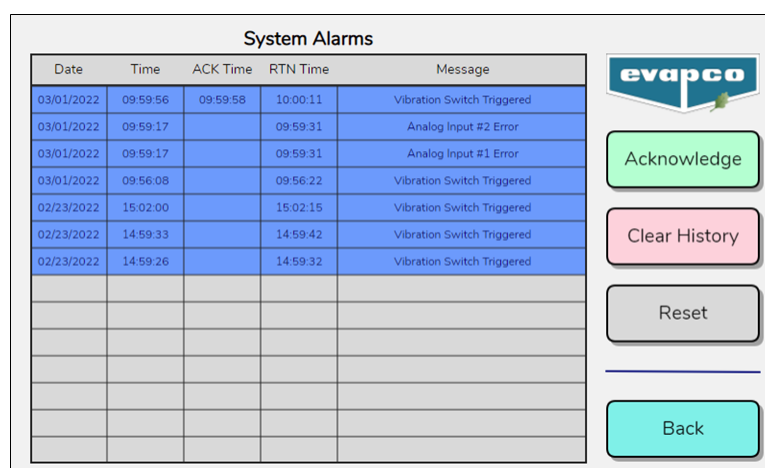 System Alarms
Date Time ACK Time RTN Time Message
03/01/2022 09:59:56 09:59:58 10:00:11 Vibration Switch Triggered
03/01/2022 09:59:17 09:59:31 Analog Input #2 Error
03/01/2022 09:59:17 09:59:31 Analog Input #1 Error
03/01/2022 09:56:08 09:56:22 Vibration Switch Triggered
02/23/2022 15:02:00 15:02:15 Vibration Switch Triggered
02/23/2022 14:59:33 14:59:42 Vibration Switch Triggered
02/23/2022 14:59:26 14:59:32 Vibration Switch Triggered
evapco
Acknowledge
Clear History
Reset
Back